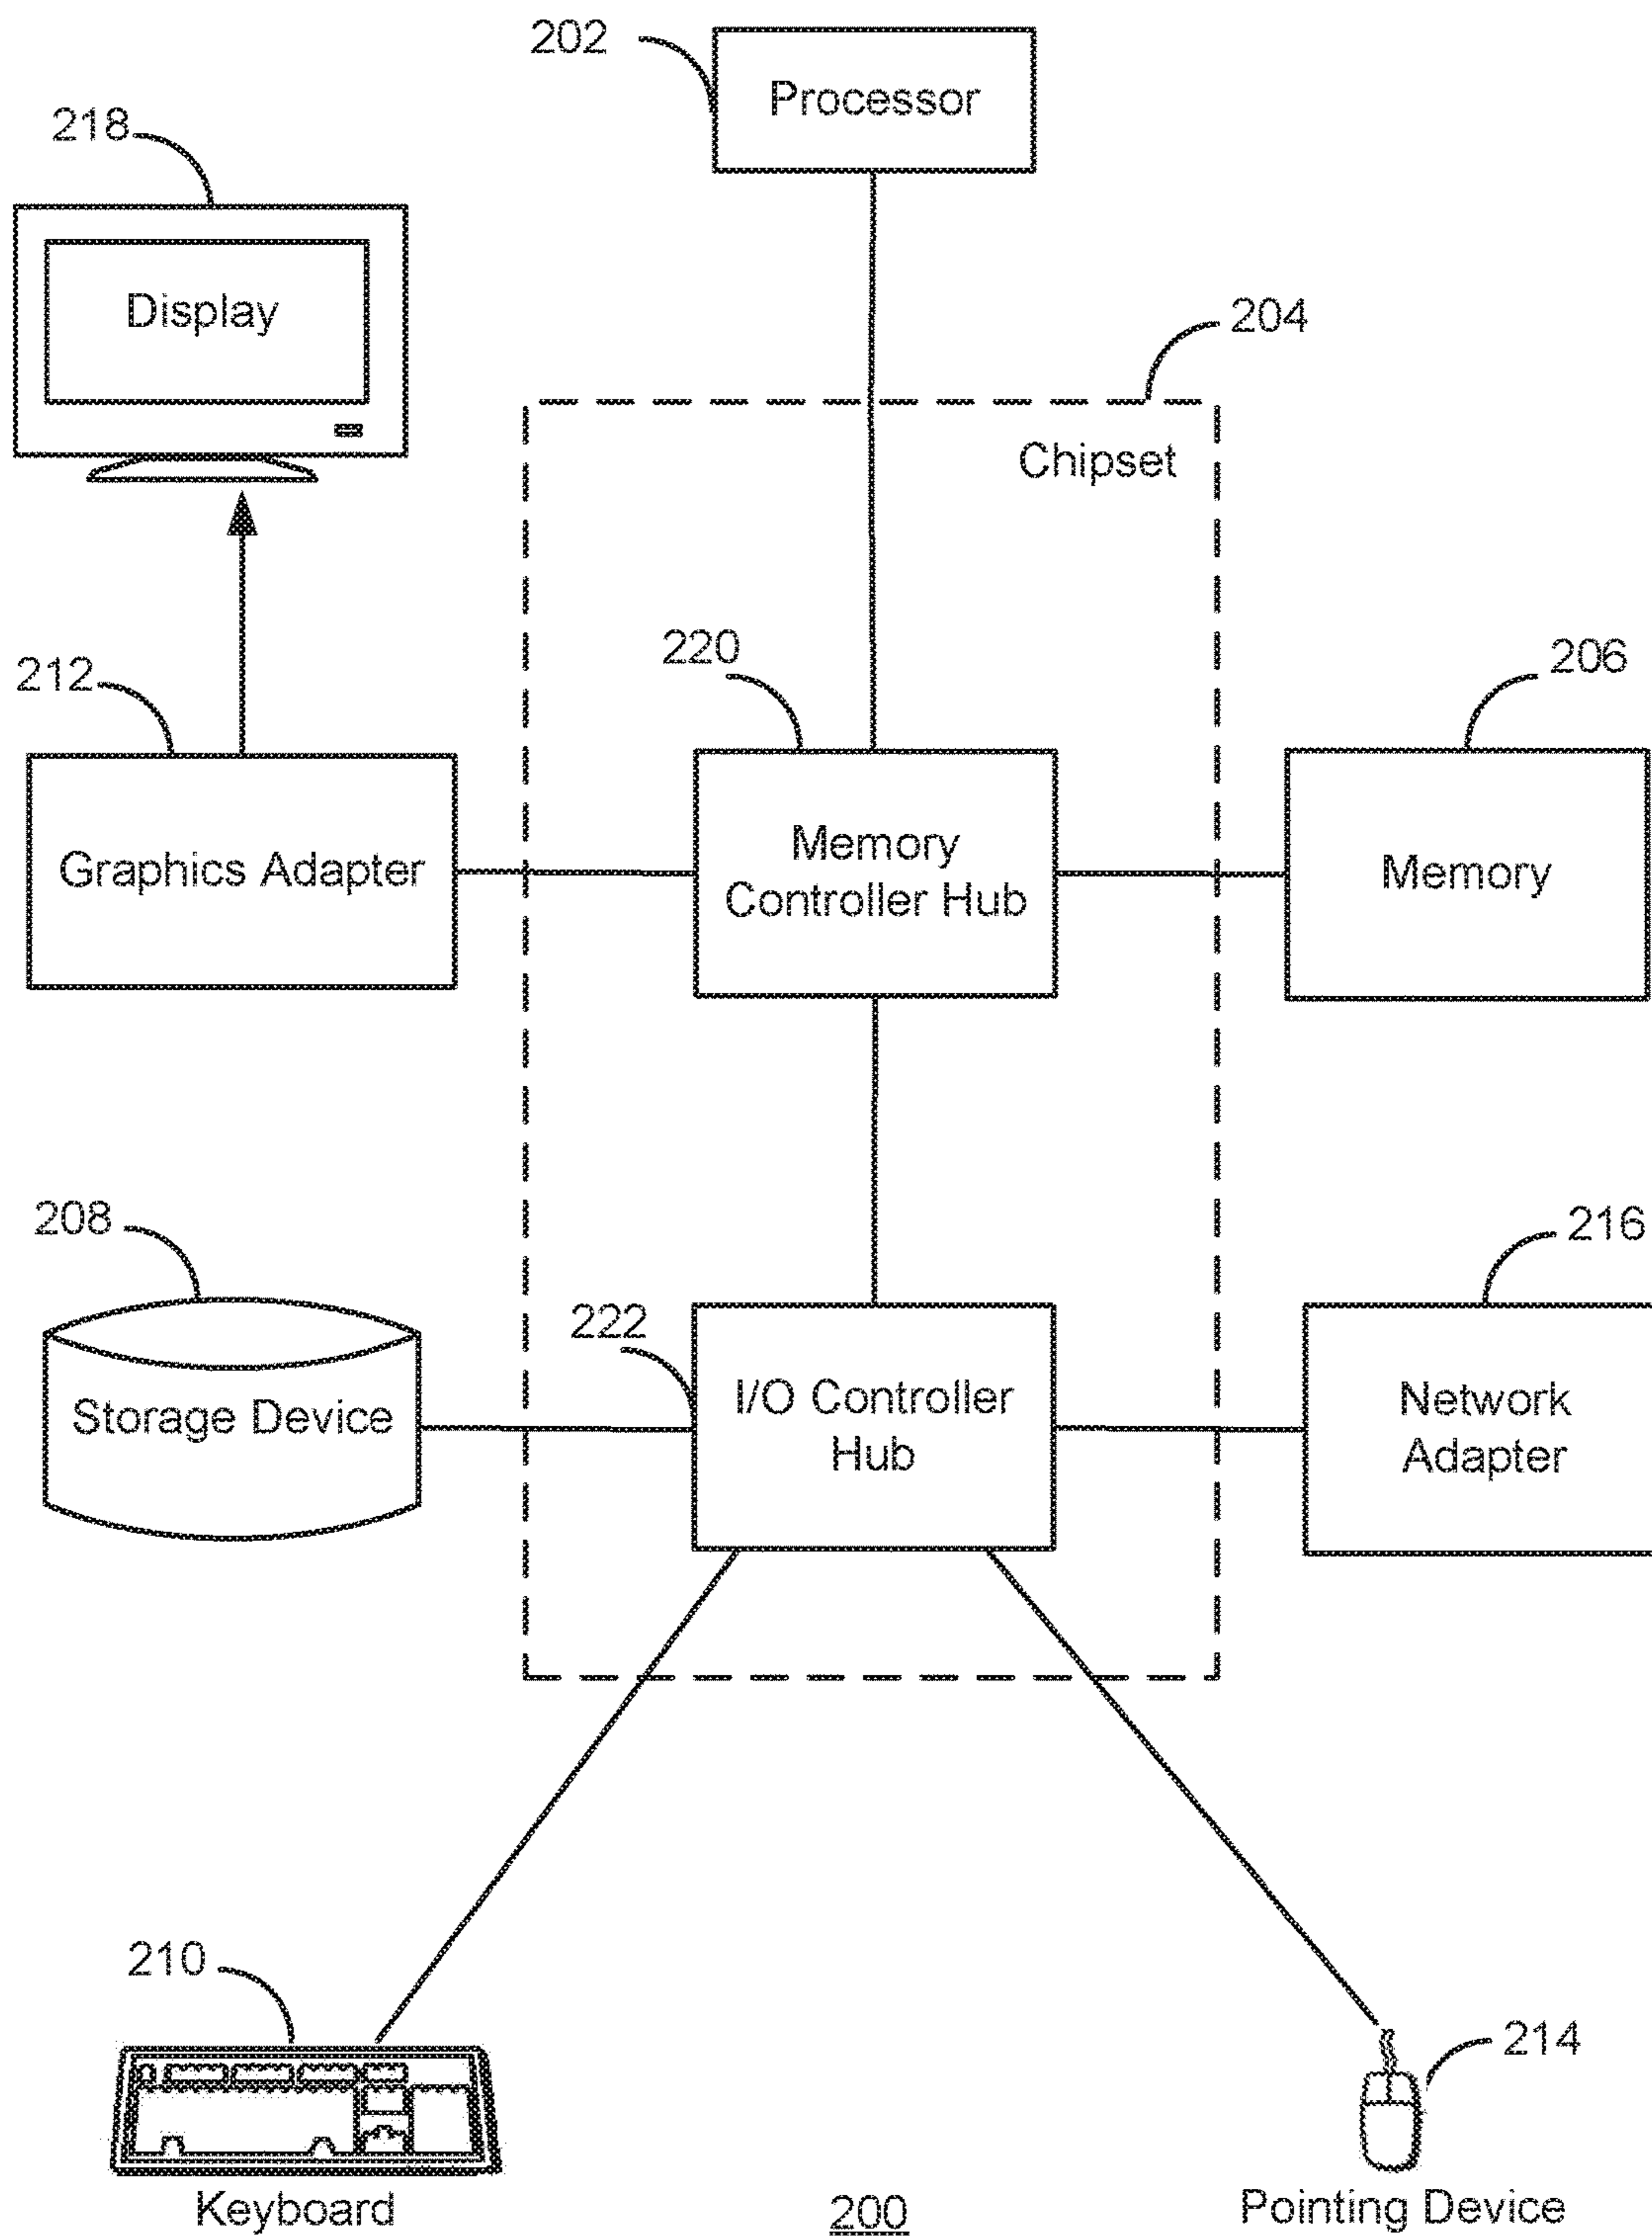 202
Processor
218
Display
204
Chipset
220
206
212
Graphics Adapter
Memory
Controller Hub
Memory
208
216
222
Storage Device
I/O Controller
Hub
Network
Adapter
210
214
Keyboard
200
Pointing Device